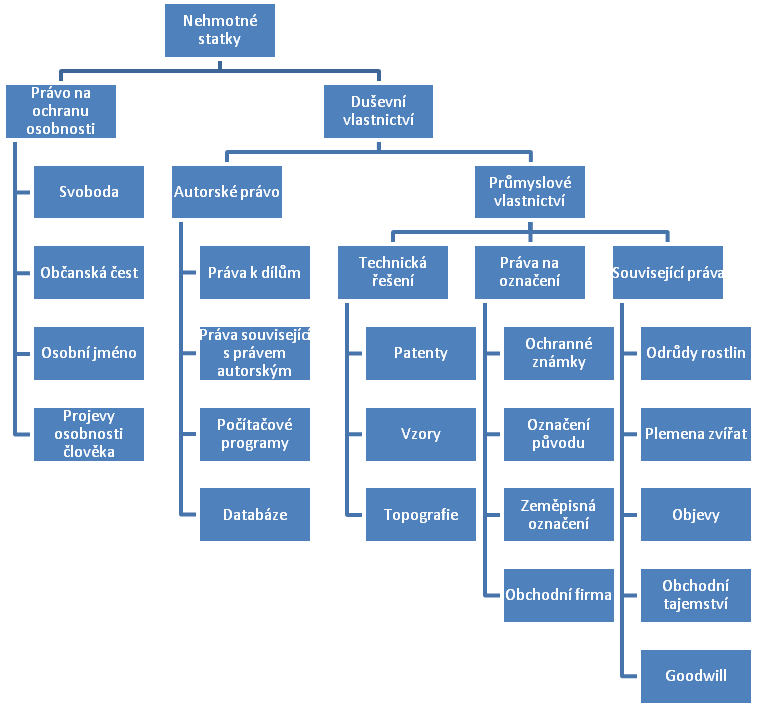 Nehmotné
statky
Právo na
ochranu
osobnosti
Duševní
vlastnictví
Svoboda
Občanská čest
Osobní jméno
Projevy
osobnosti
člověka
Autorské právo
Průmyslové
vlastnictví
Práva k dílům
Práva související
s právem
autorským
Počítačové
programy
Databáze
Technická
řešení
Práva na
označení
Související práva
Patenty
Vzory
Topografie
Ochranné
známky
Označení
původu
Zeměpisná
označení
Obchodní firma
Odrůdy rostlin
Plemena zvířat
Objevy
Obchodní
tajemství
Goodwill